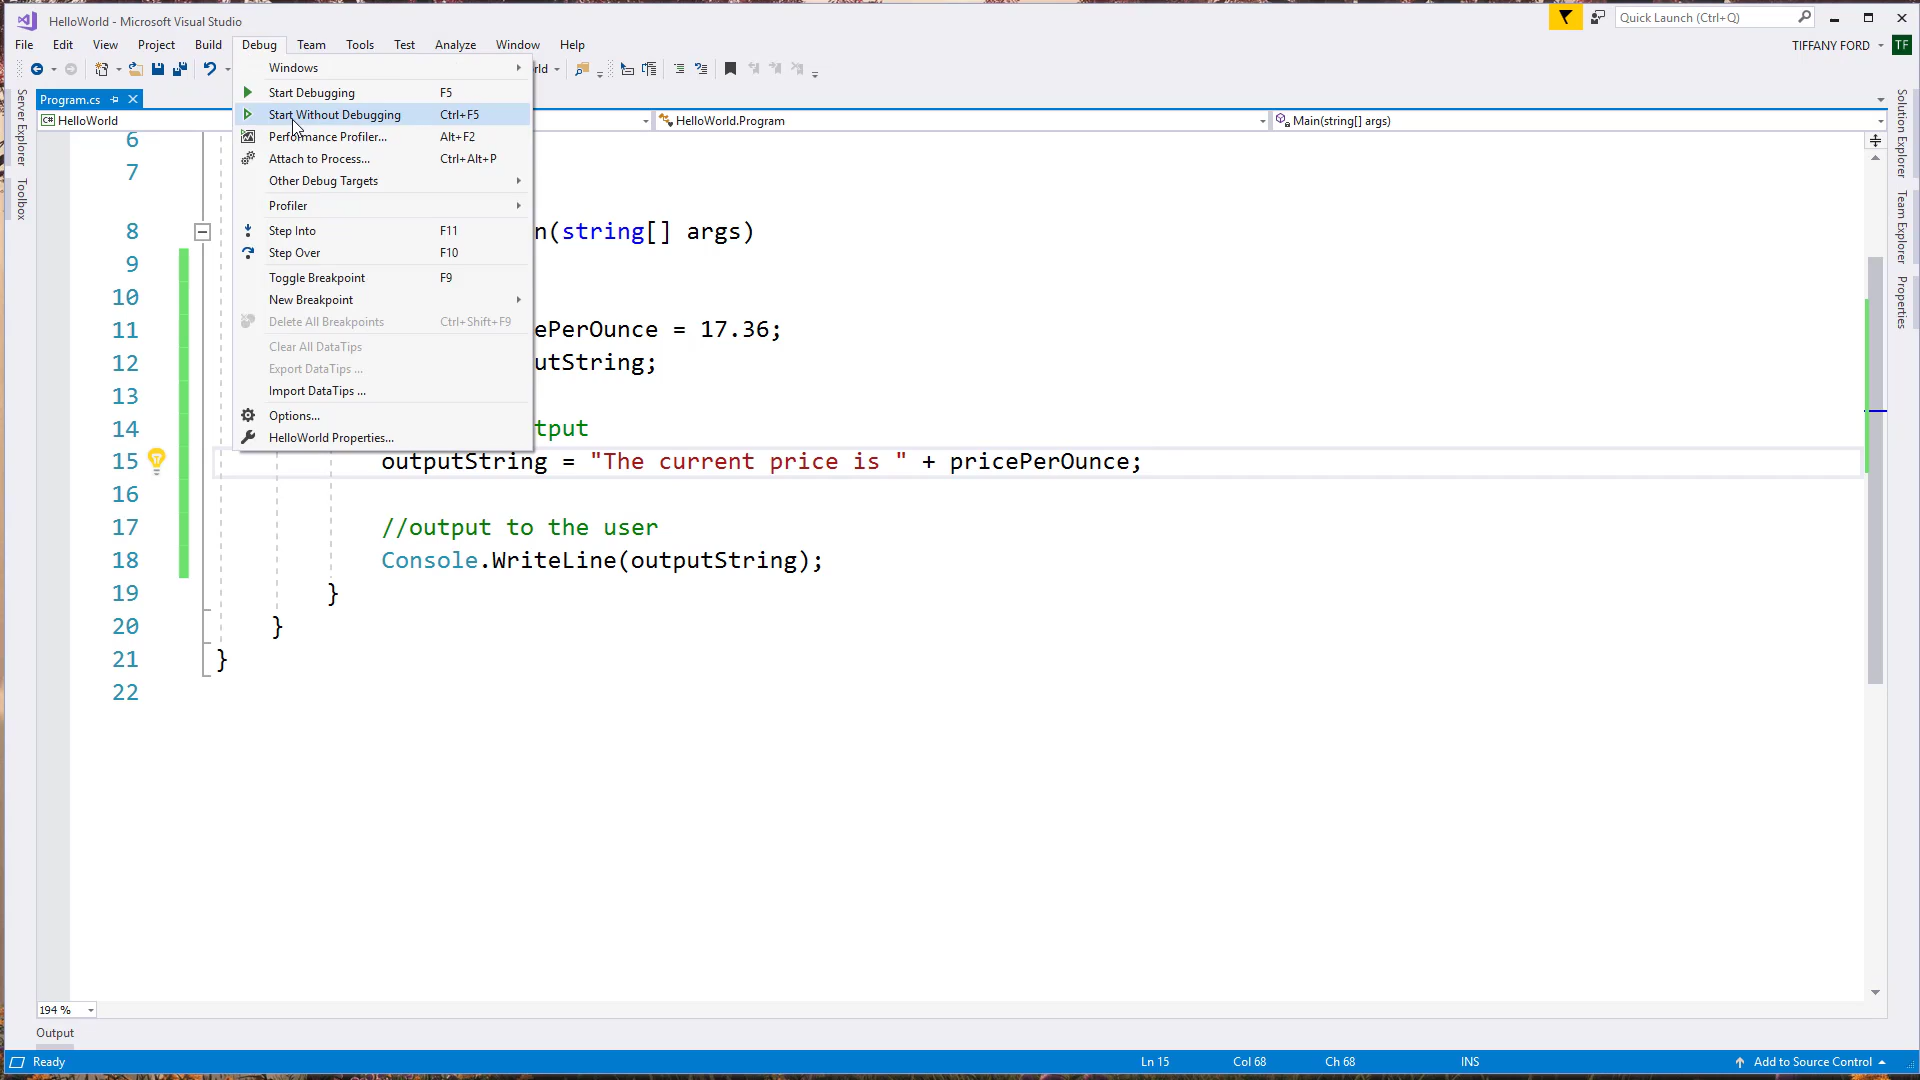 HelloWorld - Microsoft Visual Studio
Quick Launch (Ctrl+Q)
File Edit View Project Build Debug Team Tools Test Analyze Window Help
TIFFANY FORD TF
Program.cs
HelloWorld
HelloWorld.Program
Main(string[] args)
Server Explorer
Toolbox
Solution Explorer
Team Explorer
Properties
Windows
Start Debugging F5
Start Without Debugging Ctrl+F5
Performance Profiler... Alt+F2
Attach to Process... Ctrl+Alt+P
Other Debug Targets
Profiler
Step Into F11
Step Over F10
Toggle Breakpoint F9
New Breakpoint
Delete All Breakpoints Ctrl+Shift+F9
Clear All DataTips
Export DataTips ...
Import DataTips ...
Options...
HelloWorld Properties...
6
7
8 n(string[] args)
9
10
11 ePerOunce = 17.36;
12 utString;
13
14 tput
15 outputString = "The current price is " + pricePerOunce;
16
17 //output to the user
18 Console.WriteLine(outputString);
19 }
20 }
21 }
22
194 %
Output
Ready Ln 15 Col 68 Ch 68 INS Add to Source Control